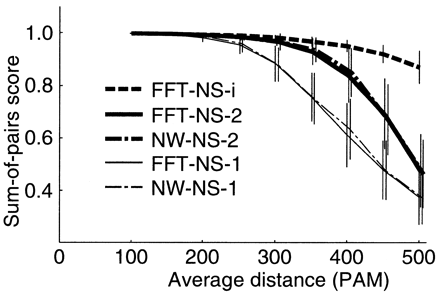 Sum-of-pairs score
1.0
0.8
0.6
0.4
FFT-NS-i
FFT-NS-2
NW-NS-2
FFT-NS-1
NW-NS-1
0 100 200 300 400 500
Average distance (PAM)